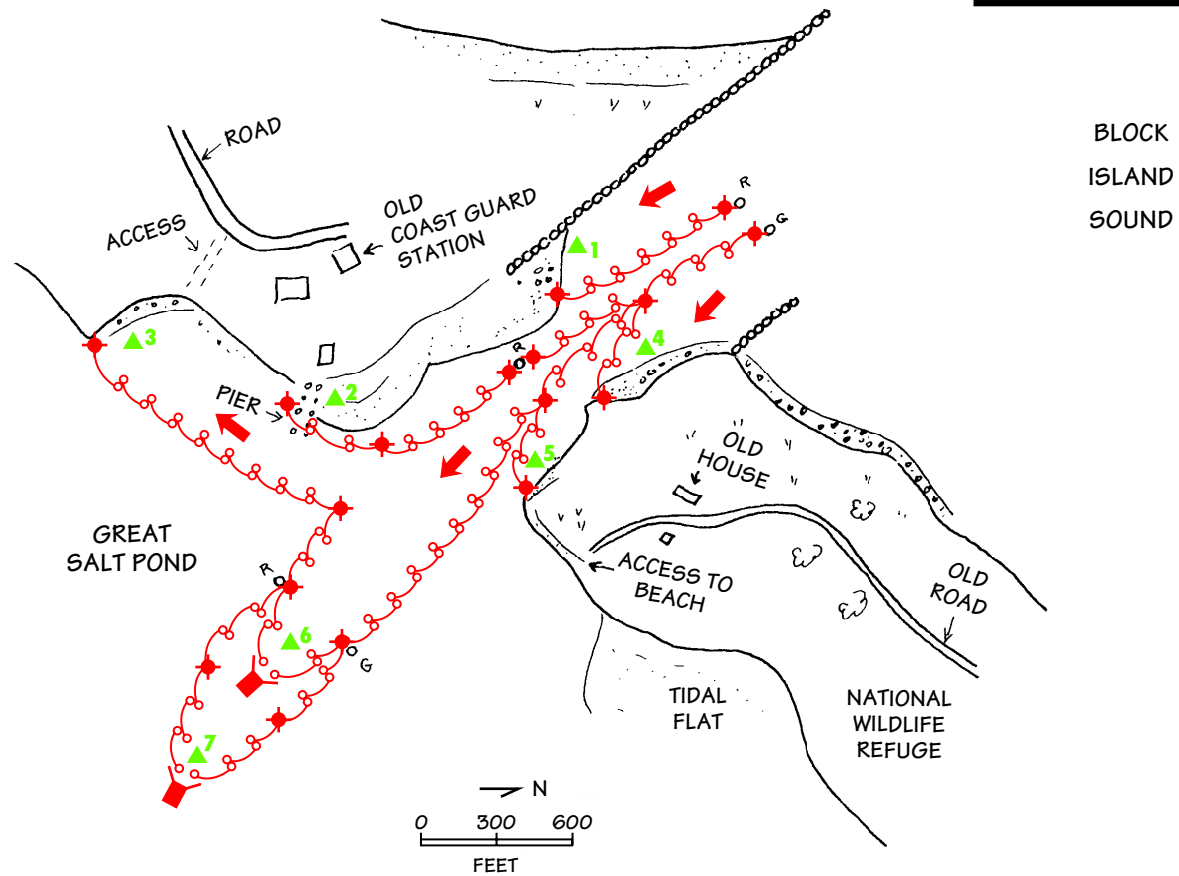 BLOCK
ISLAND
SOUND
ROAD
ACCESS
OLD
COAST GUARD
STATION
R
G
1
3
4
R
2
PIER
5
OLD
HOUSE
GREAT
SALT POND
R
ACCESS TO
BEACH
OLD
ROAD
6
G
TIDAL
FLAT
NATIONAL
WILDLIFE
REFUGE
7
N
0 300 600
FEET